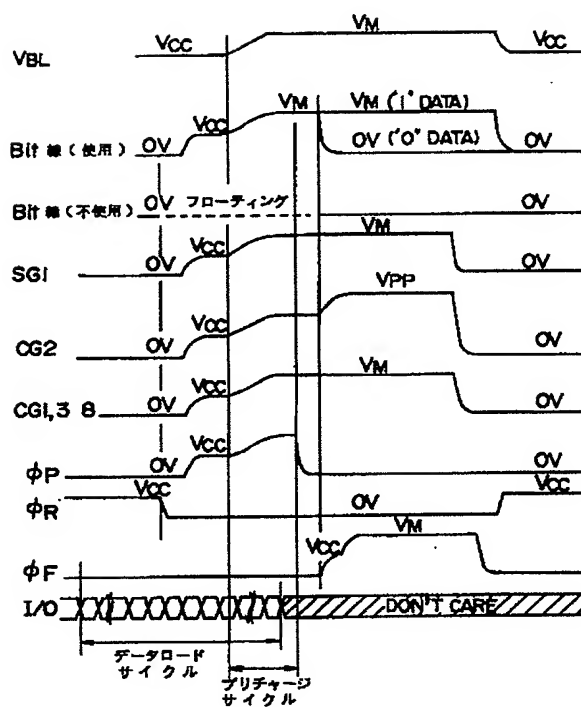 VM
VCC VCC
VBL
VM VM ("1" DATA)
VCC
0V 0V ("0" DATA) 0V
Bit 線 (使用)
0V フローティング 0V
Bit 線 (不使用)
VM
VCC
0V 0V
SG1
VPP
VCC
0V 0V
CG2
VM
VCC
0V 0V
CG1,3 8
VCC
0V 0V
φP
VCC 0V VCC
φR
VM
VCC
φF
I/O DON'T CARE
データロード
サイクル
プリチャージ
サイクル